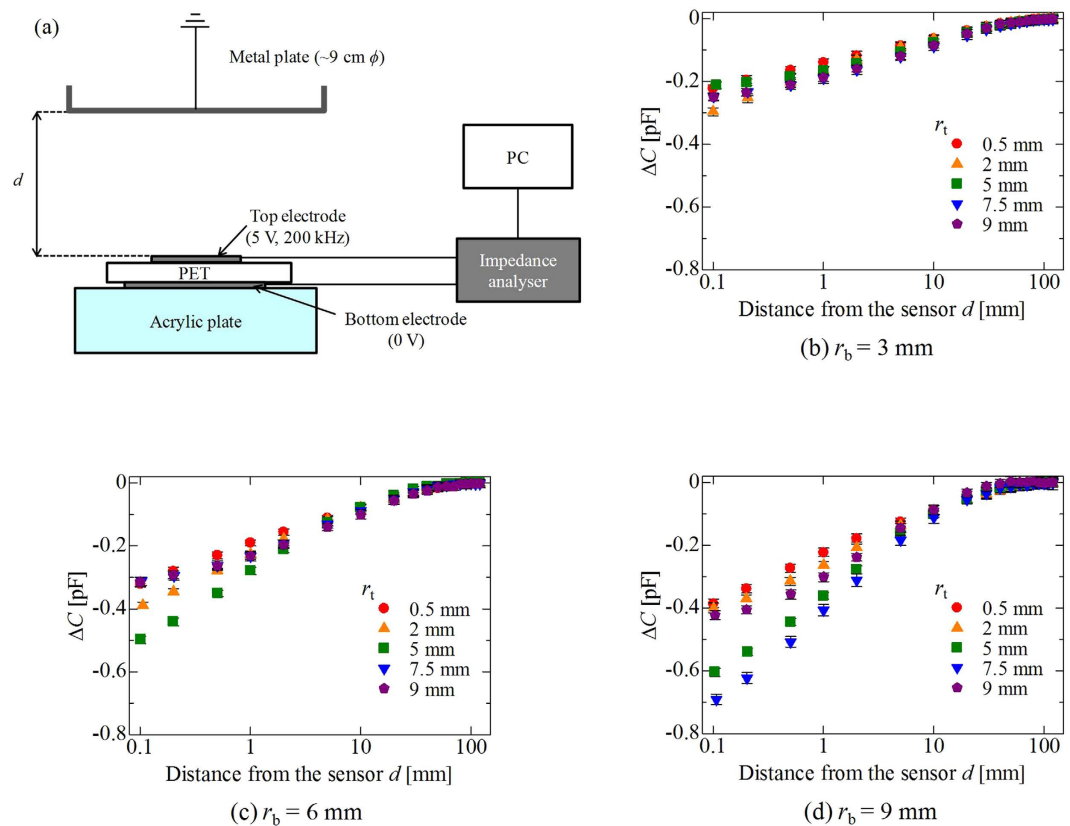 (a)
Metal plate (~9 cm ϕ)
d
Top electrode
(5 V, 200 kHz)
PET
Acrylic plate
Bottom electrode
(0 V)
PC
Impedance
analyser
0
-0.2
-0.4
-0.6
-0.8
ΔC [pF]
rt
0.5 mm
2 mm
5 mm
7.5 mm
9 mm
0.1
1
10
100
Distance from the sensor d [mm]
(b) rb = 3 mm
0
-0.2
-0.4
-0.6
-0.8
ΔC [pF]
rt
0.5 mm
2 mm
5 mm
7.5 mm
9 mm
0.1
1
10
100
Distance from the sensor d [mm]
(c) rb = 6 mm
0
-0.2
-0.4
-0.6
-0.8
ΔC [pF]
rt
0.5 mm
2 mm
5 mm
7.5 mm
9 mm
0.1
1
10
100
Distance from the sensor d [mm]
(d) rb = 9 mm